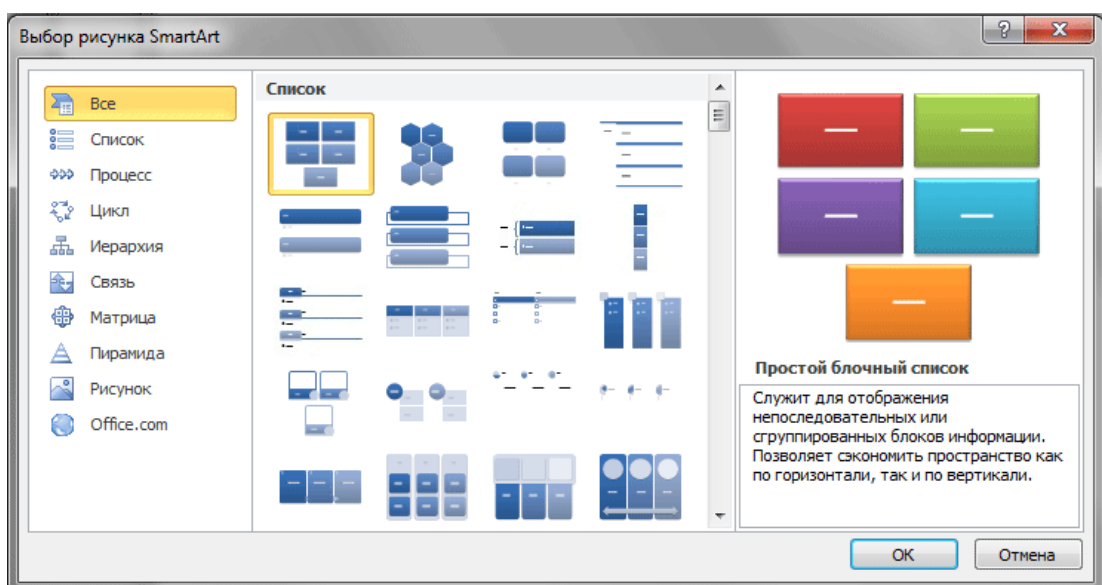 Выбор рисунка SmartArt
Все
Список
Процесс
Цикл
Иерархия
Связь
Матрица
Пирамида
Рисунок
Office.com
Список
Простой блочный список
Служит для отображения
непоследовательных или
сгруппированных блоков информации.
Позволяет сэкономить пространство как
по горизонтали, так и по вертикали.
ОК
Отмена